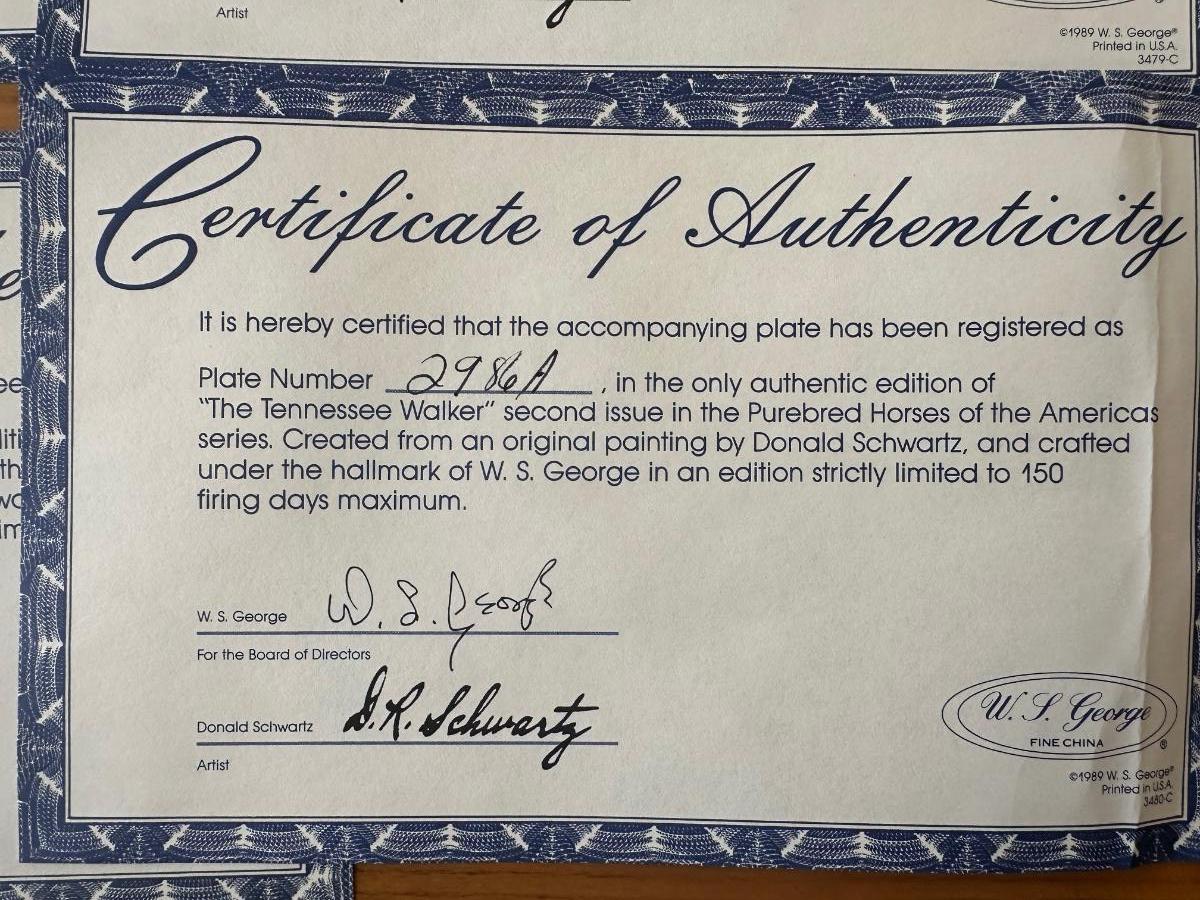 Artist
©1989 W. S. George®
Printed in U.S.A.
3479-C
Certificate of Authenticity
It is hereby certified that the accompanying plate has been registered as
Plate Number 2986A, in the only authentic edition of
"The Tennessee Walker" second issue in the Purebred Horses of the Americas
series. Created from an original painting by Donald Schwartz, and crafted
under the hallmark of W. S. George in an edition strictly limited to 150
firing days maximum.
W. S. George W. S. George
For the Board of Directors
Donald Schwartz D. R. Schwartz
Artist
W. S. George
FINE CHINA
®
©1989 W. S. George®
Printed in U.S.A.
3480-C